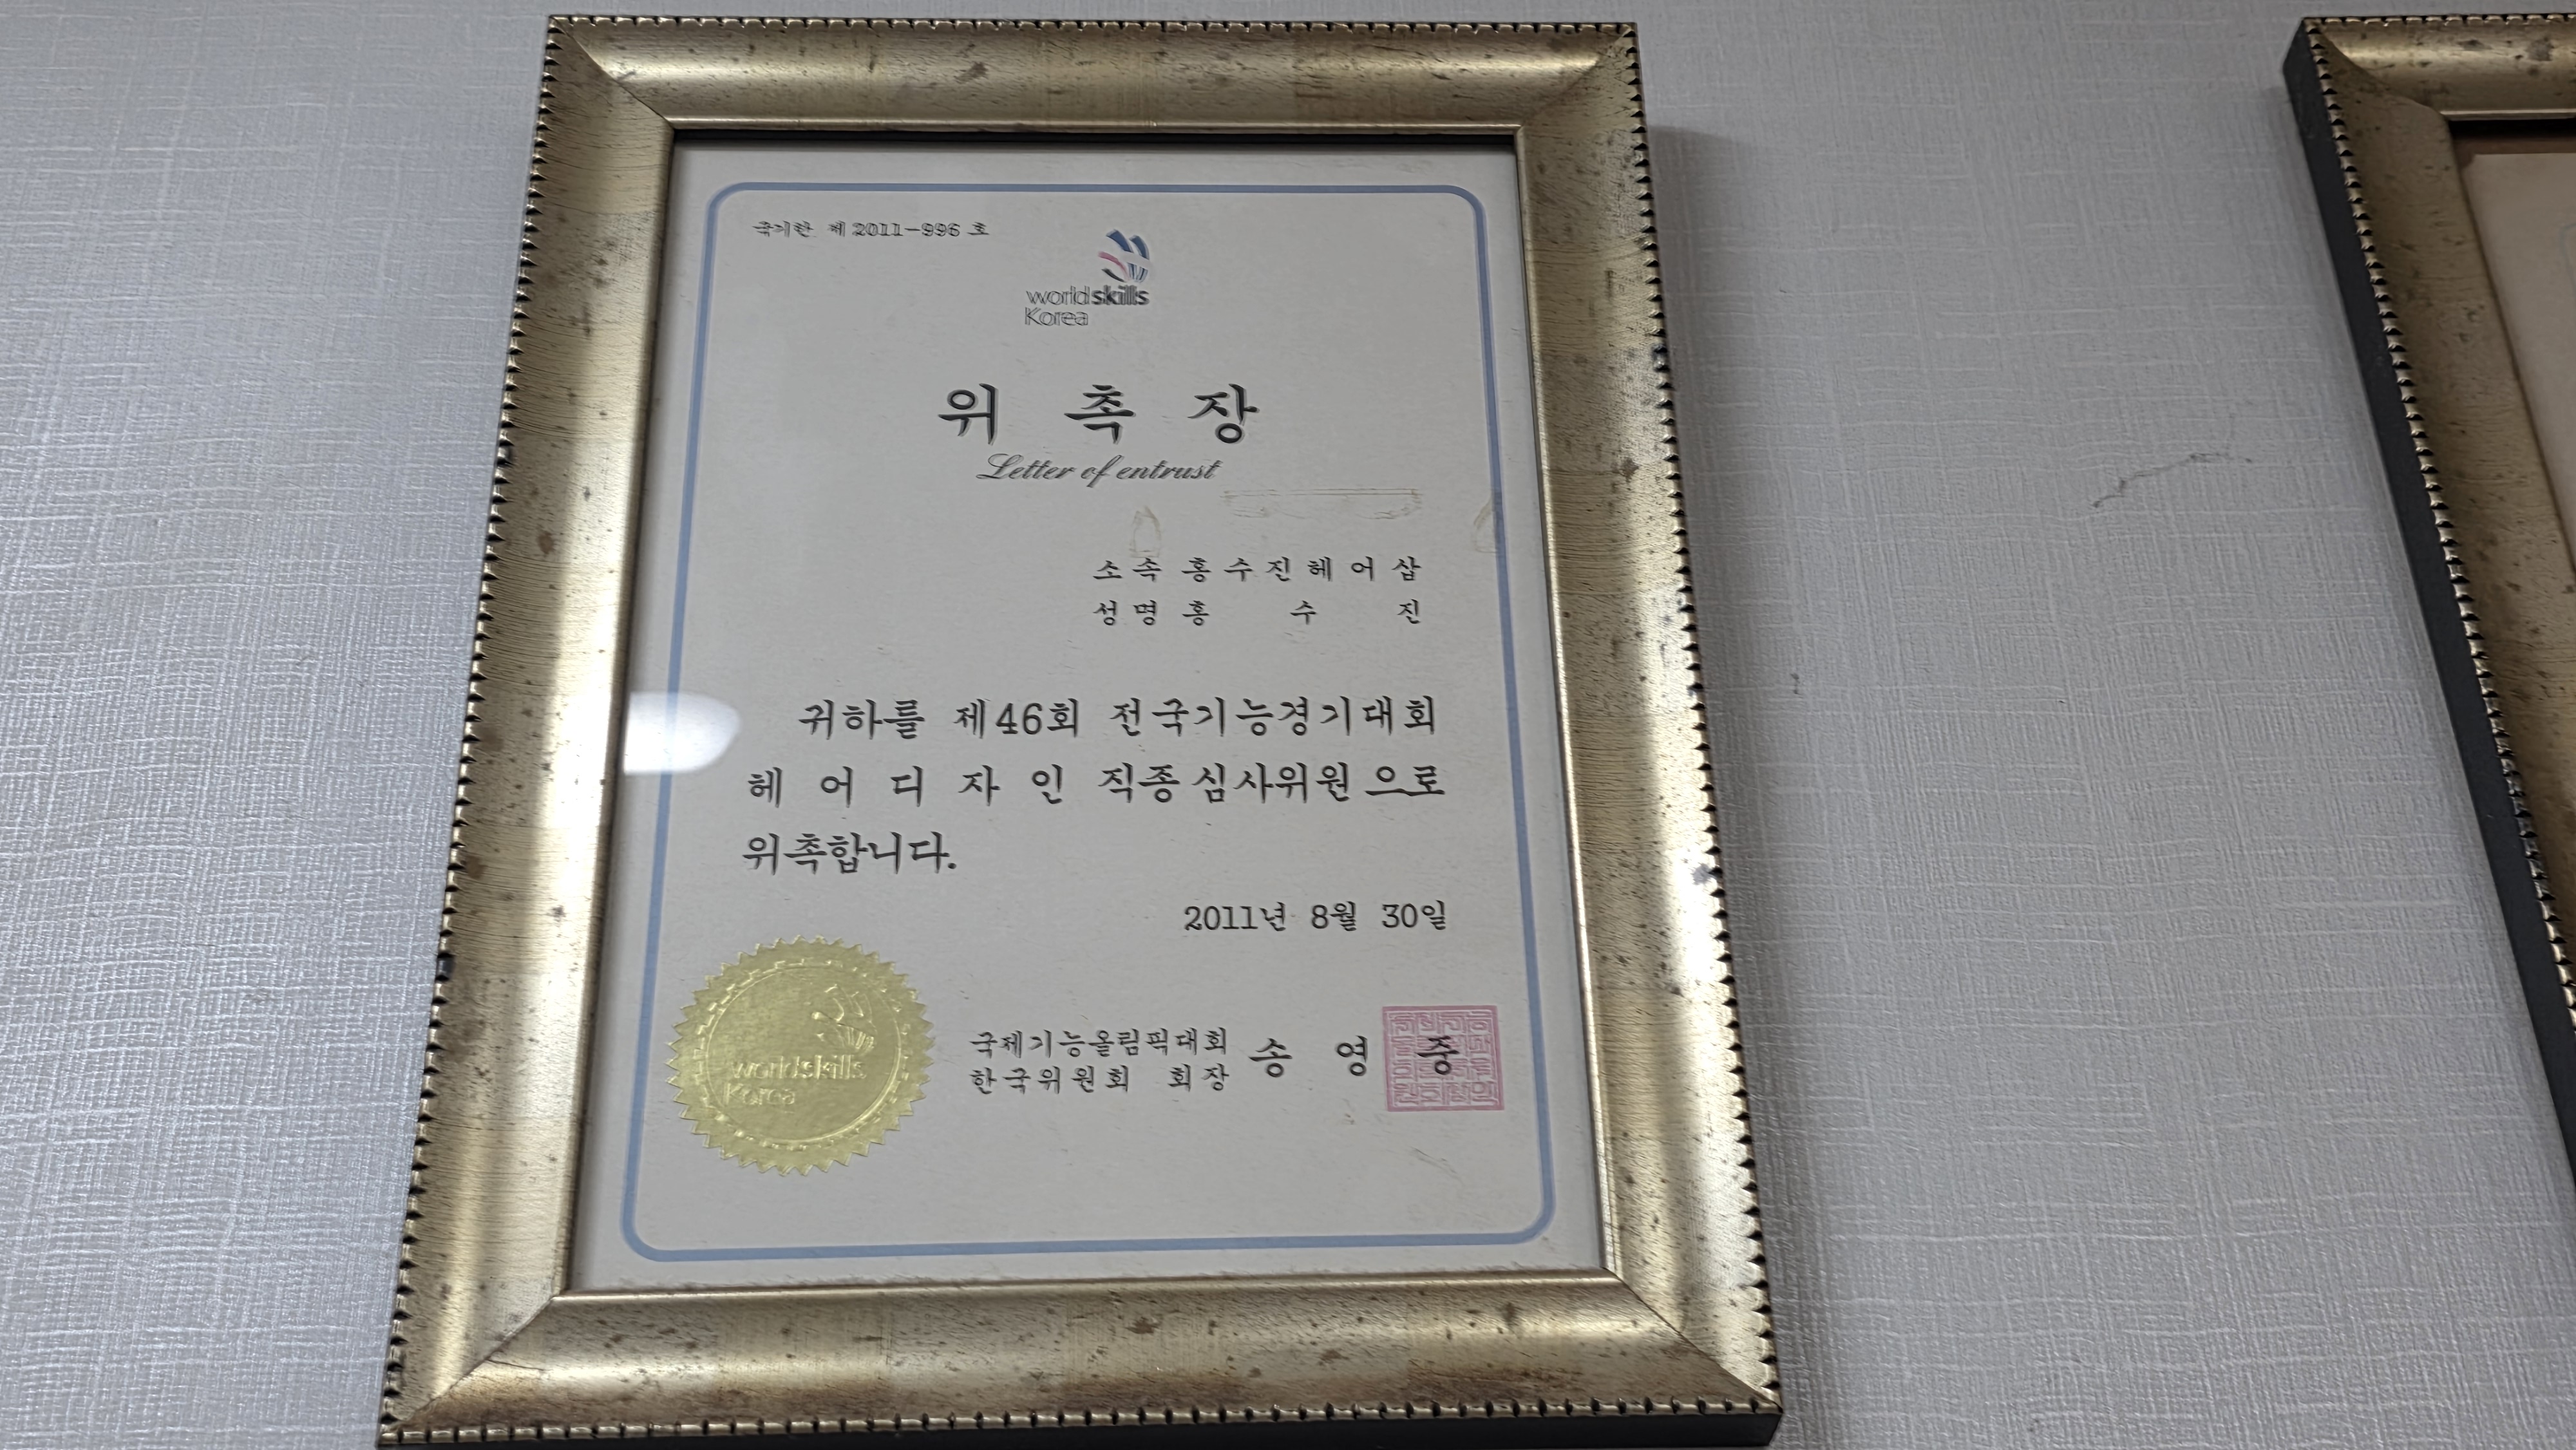 국기한 제 2011-996 호
worldskills
Korea
위 촉 장
Letter of entrust
소속 홍수진헤어샵
성명 홍 수 진
귀하를 제46회 전국기능경기대회
헤어디자인 직종 심사위원으로
위촉합니다.
2011년 8월 30일
국제기능올림픽대회
한국위원회 회장
송 영 중
worldskills
Korea